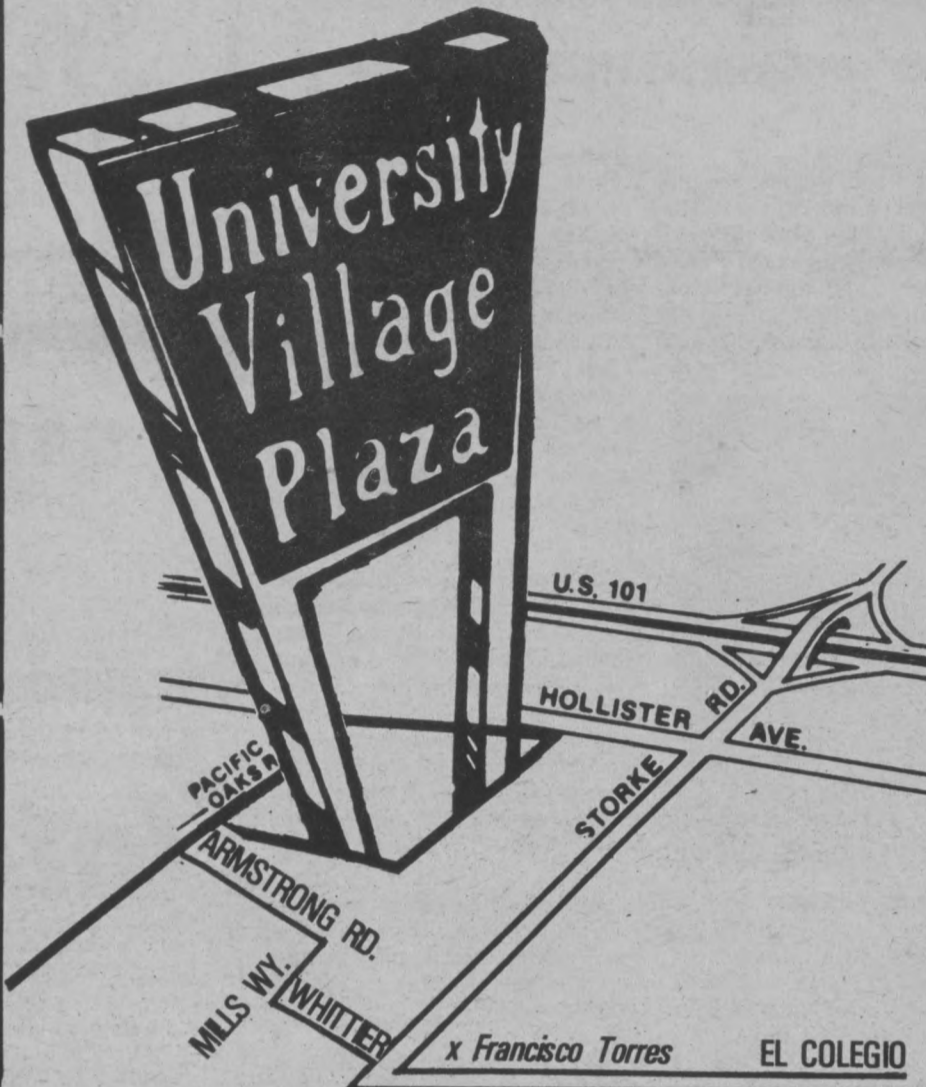 University
Village
Plaza
U.S. 101
HOLLISTER
RD.
AVE.
STORKE
PACIFIC
OAKS R
ARMSTRONG RD.
MILLS WY.
WHITTIER
x Francisco Torres
EL COLEGIO